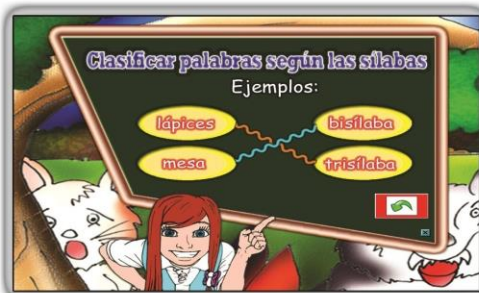 Clasificar palabras según las sílabas
Ejemplos:
lápices bisílaba
mesa trisílaba